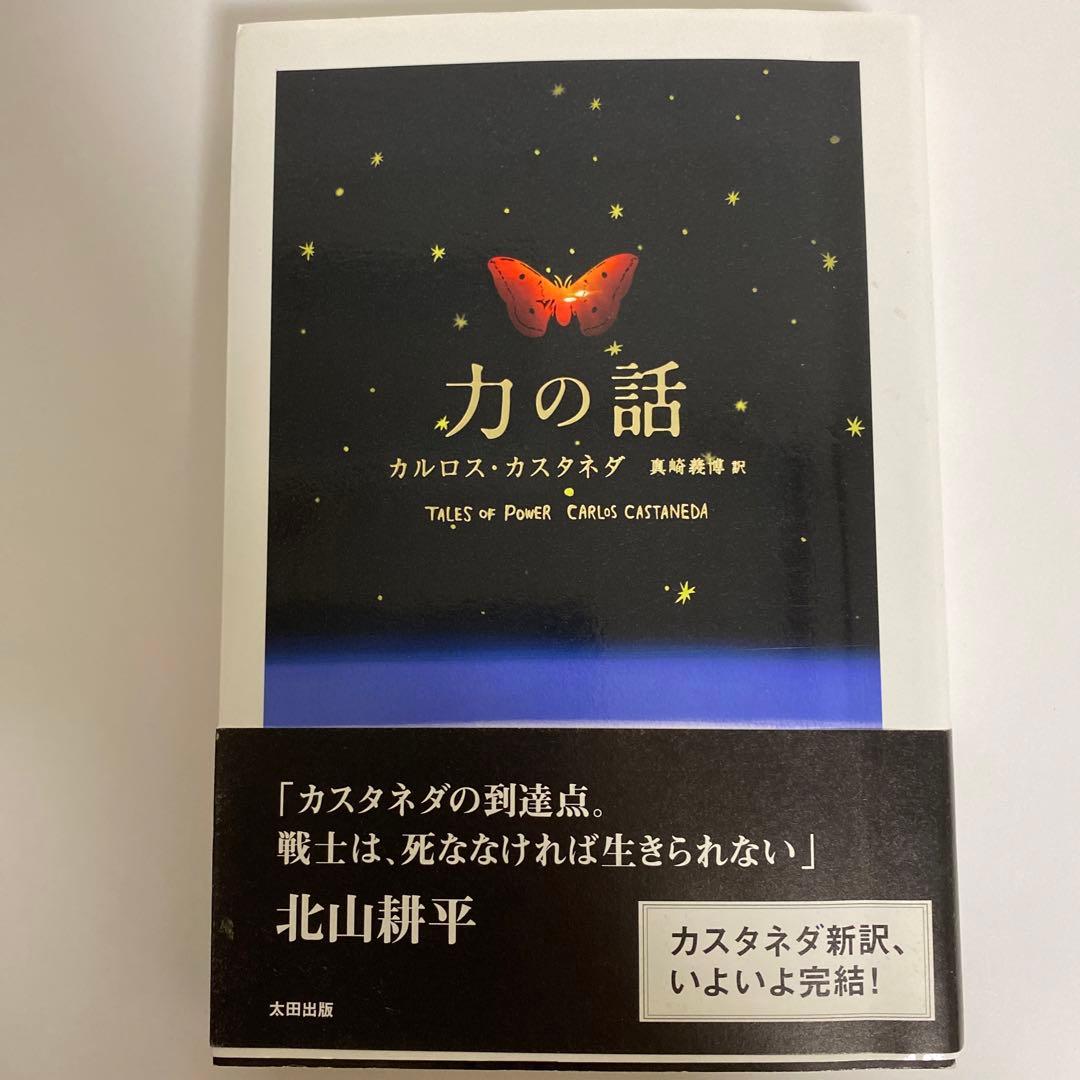 力の話
カルロス・カスタネダ 真崎義博 訳
TALES OF POWER CARLOS CASTANEDA
「カスタネダの到達点。
戦士は、死ななければ生きられない」
北山耕平
カスタネダ新訳、
いよいよ完結!
太田出版